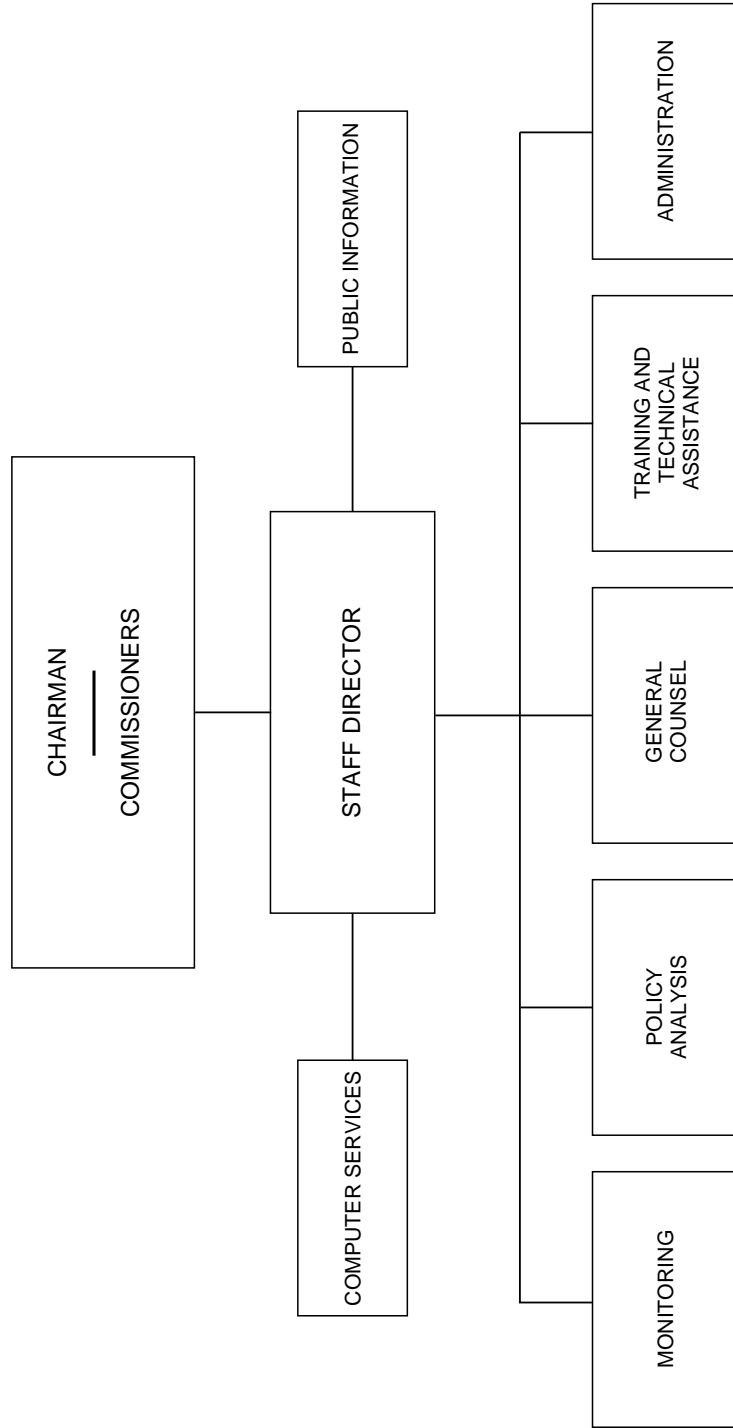 CHAIRMAN
COMMISSIONERS
COMPUTER SERVICES
STAFF DIRECTOR
PUBLIC INFORMATION
MONITORING
POLICY
ANALYSIS
GENERAL
COUNSEL
TRAINING AND
TECHNICAL
ASSISTANCE
ADMINISTRATION